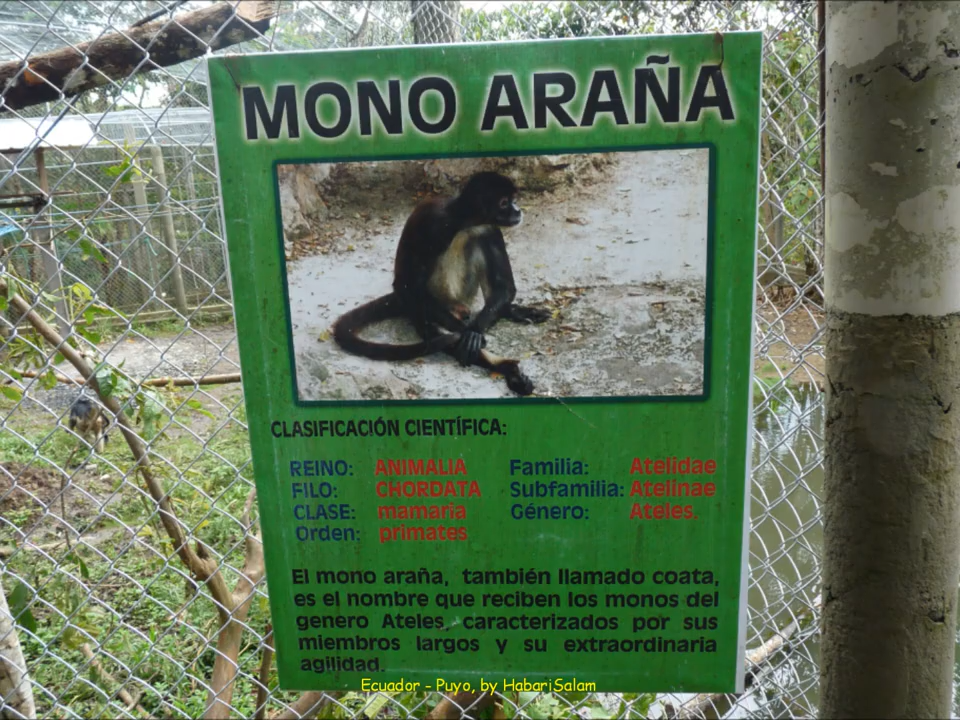 MONO ARAÑA
CLASIFICACIÓN CIENTÍFICA:
REINO: ANIMALIA
FILO: CHORDATA
CLASE: mamaria
Orden: primates
Familia: Atelidae
Subfamilia: Atelinae
Género: Ateles.
El mono araña, también llamado coata,
es el nombre que reciben los monos del
genero Ateles, caracterizados por sus
miembros largos y su extraordinaria
agilidad.
Ecuador - Puyo, by HabariSalam